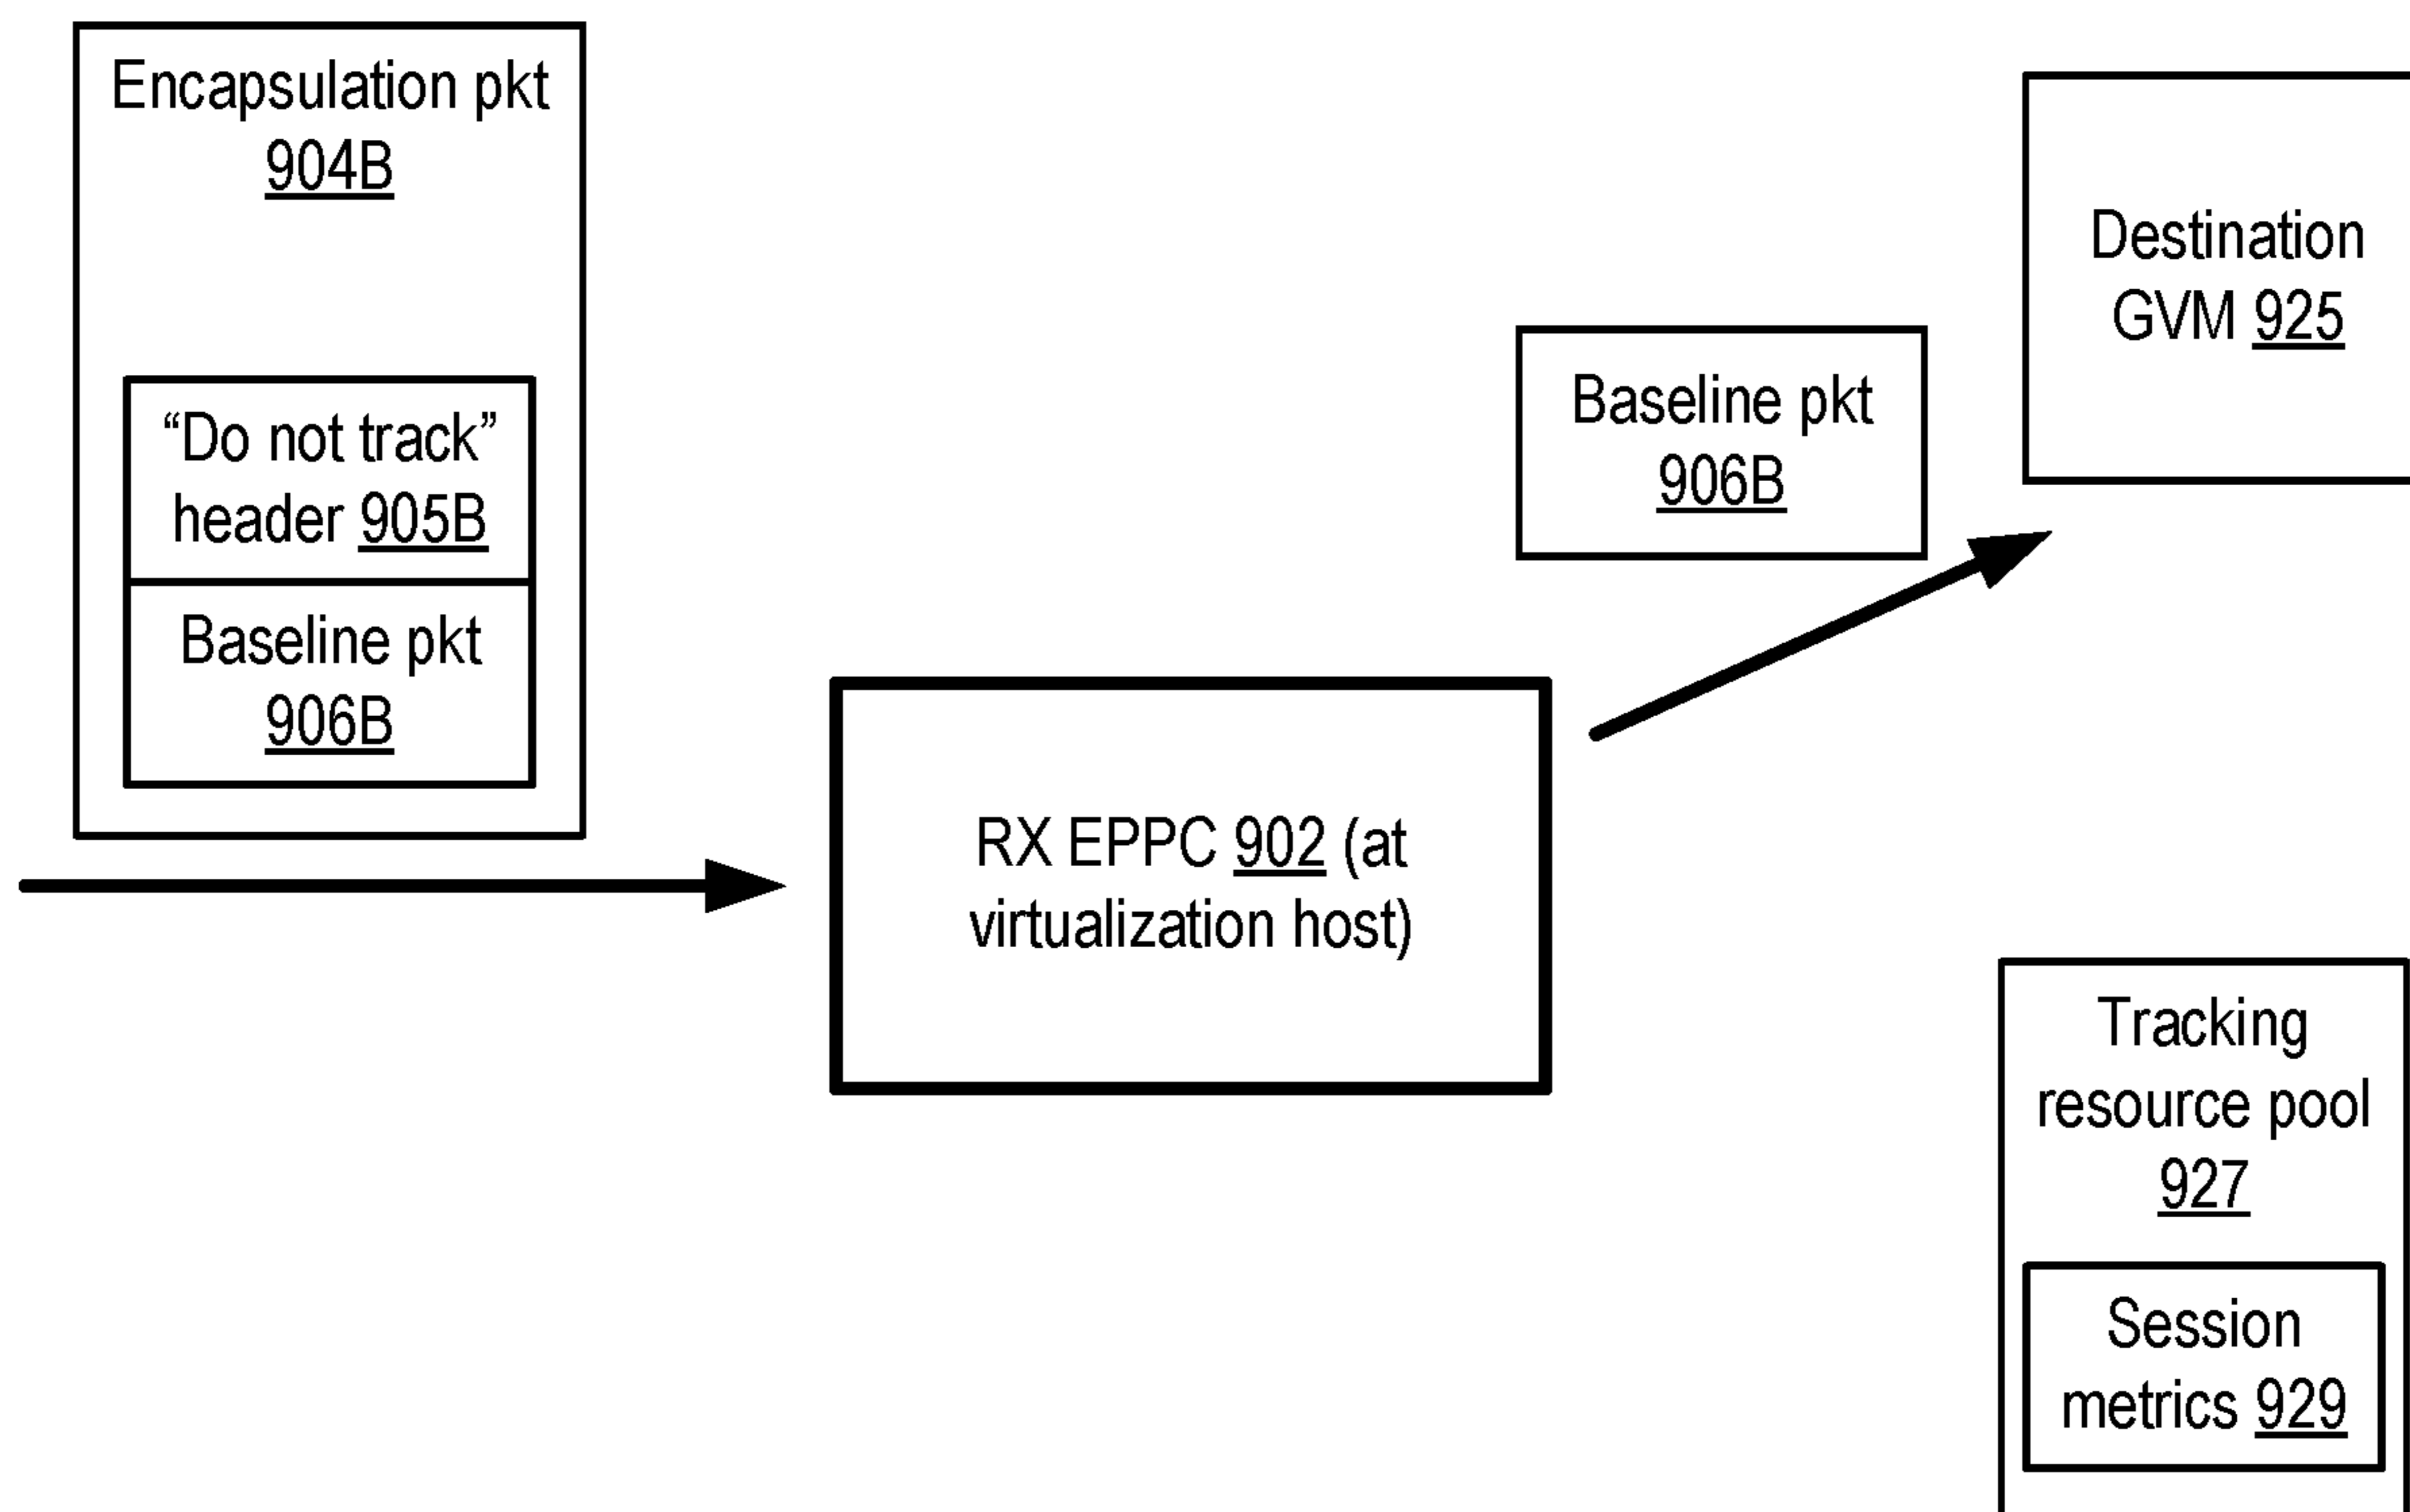 Encapsulation pkt
904B
“Do not track”
header 905B
Baseline pkt
906B
RX EPPC 902 (at
virtualization host)
Baseline pkt
906B
Destination
GVM 925
Tracking
resource pool
927
Session
metrics 929